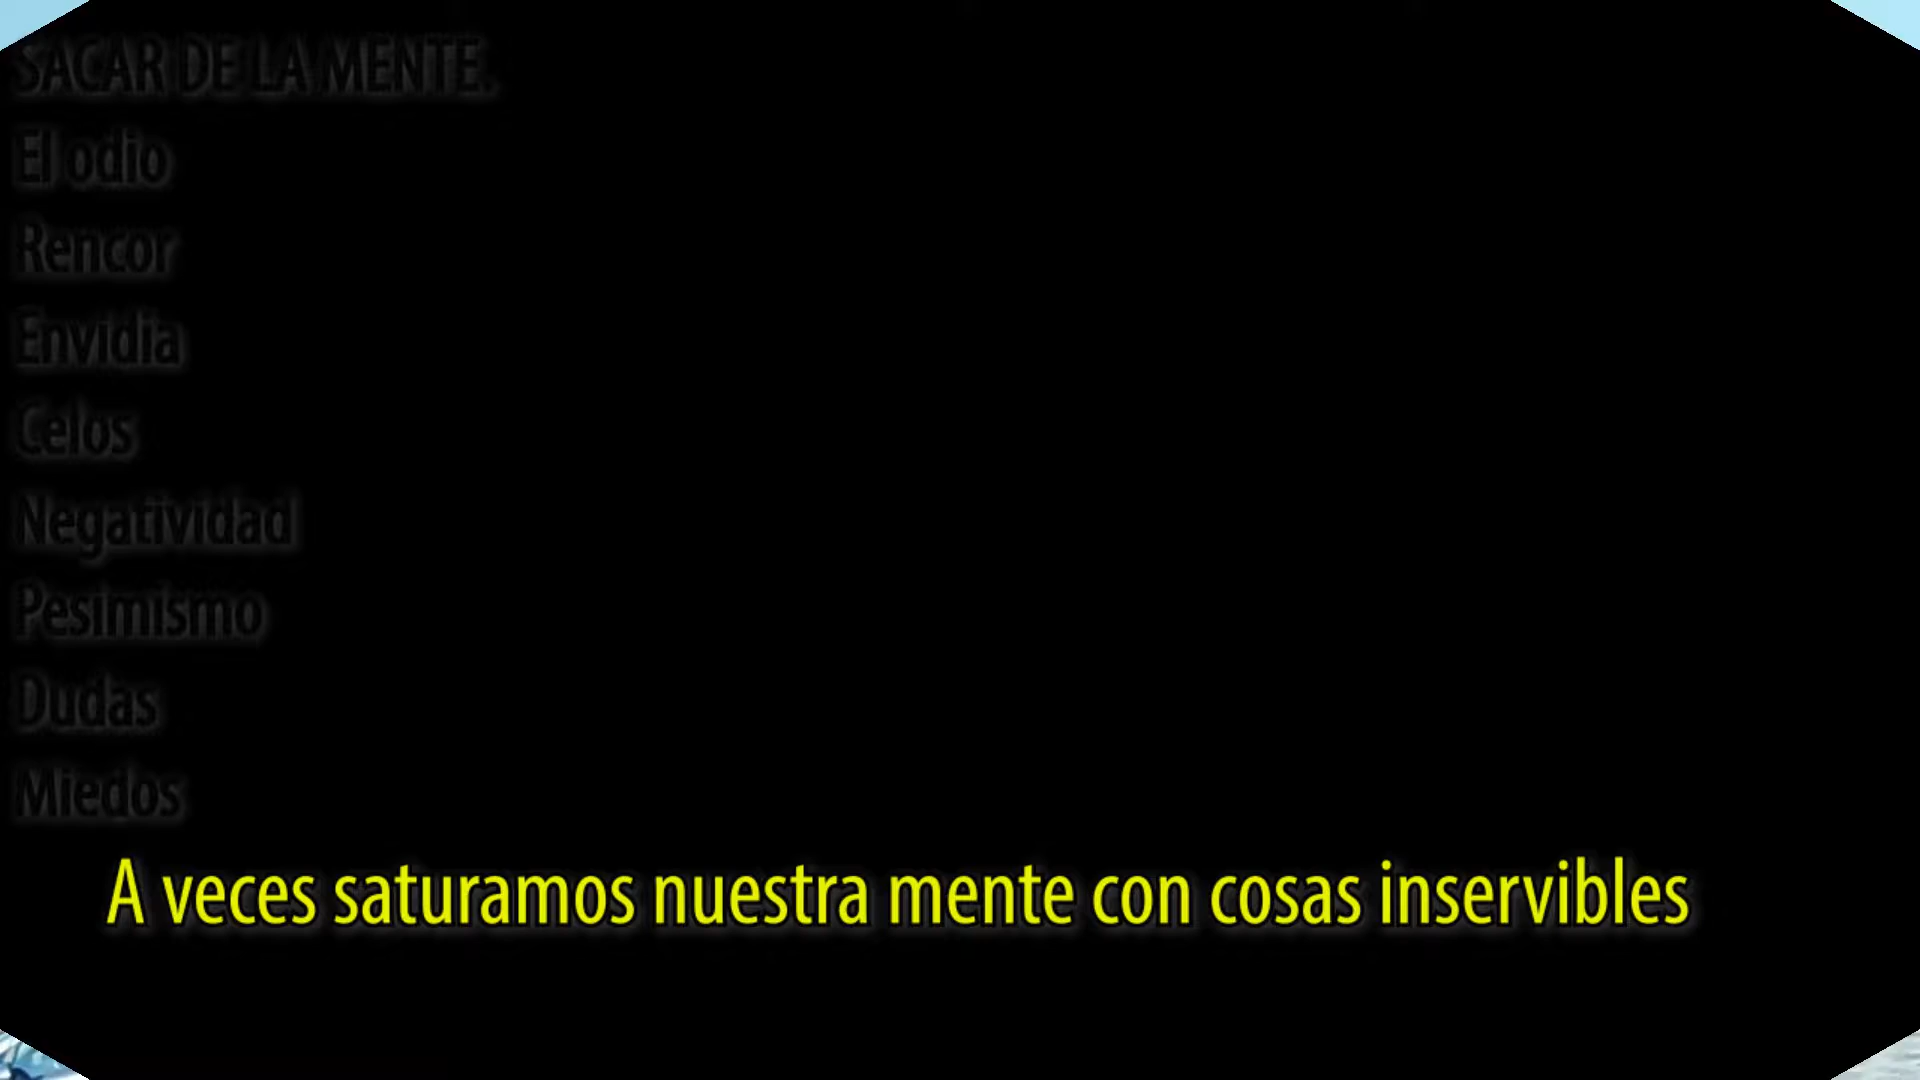 SACAR DE LA MENTE.
El odio
Rencor
Envidia
Celos
Negatividad
Pesimismo
Dudas
Miedos
A veces saturamos nuestra mente con cosas inservibles